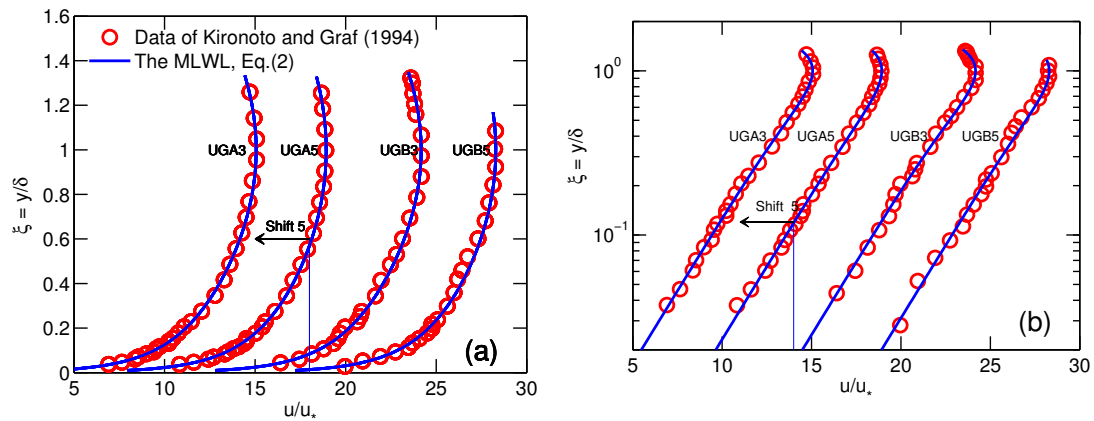 1.6
1.4
1.2
1
0.8
0.6
0.4
0.2
0
ξ = y/δ
Data of Kironoto and Graf (1994)
The MLWL, Eq.(2)
UGA3
UGA5
UGB3
UGB5
Shift 5
(a)
5 10 15 20 25 30
u/u*
10⁰
10⁻¹
ξ = y/δ
UGA3
UGA5
UGB3
UGB5
Shift 5
(b)
5 10 15 20 25 30
u/u*